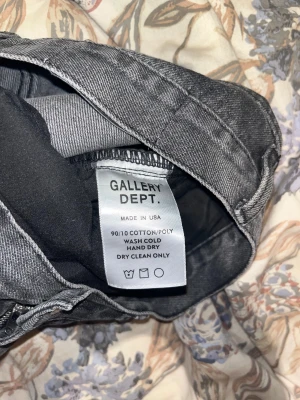 GALLERY
DEPT.
MADE IN USA
90/10 COTTON/POLY
WASH COLD
HAND DRY
DRY CLEAN ONLY